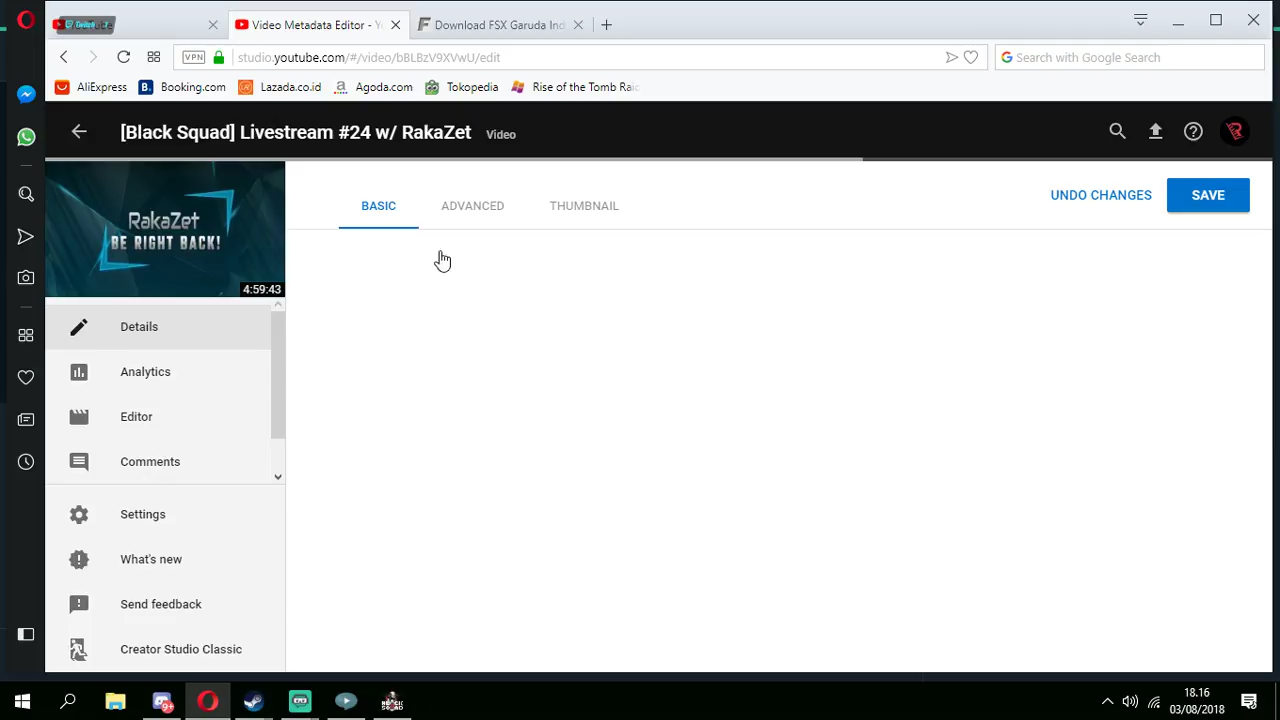 Video Metadata Editor - Y
Download FSX Garuda Ind
VPN
studio.youtube.com/#/video/bBLBzV9XVwU/edit
Search with Google Search
AliExpress
Booking.com
Lazada.co.id
Agoda.com
Tokopedia
Rise of the Tomb Raid
[Black Squad] Livestream #24 w/ RakaZet Video
RakaZet
BE RIGHT BACK!
4:59:43
BASIC
ADVANCED
THUMBNAIL
UNDO CHANGES
SAVE
Details
Analytics
Editor
Comments
Settings
What's new
Send feedback
Creator Studio Classic
18.16
03/08/2018